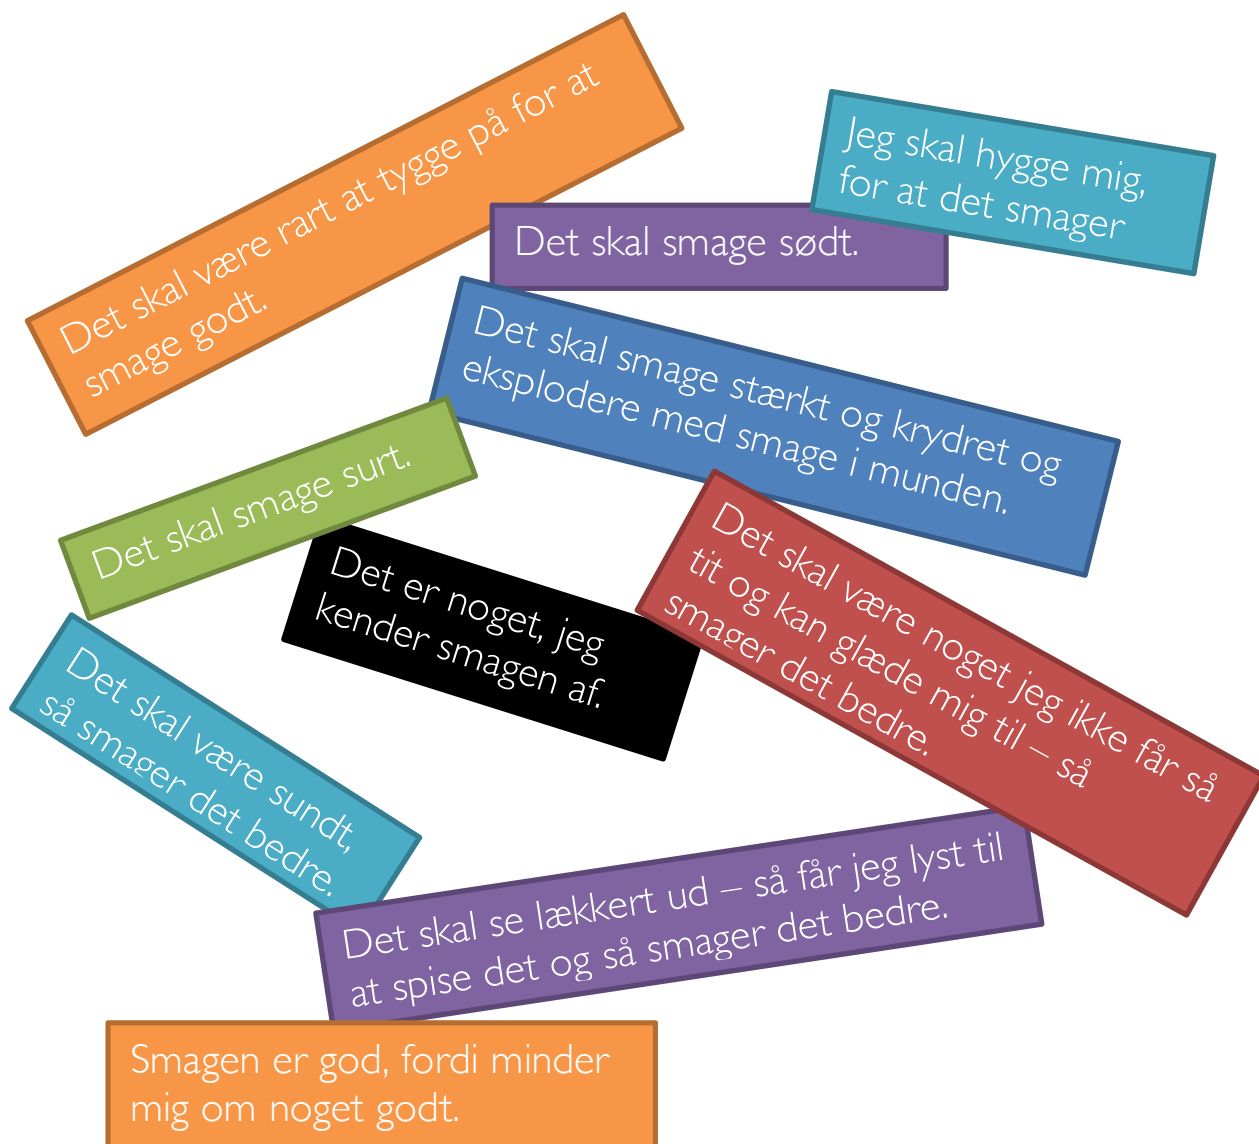 Det skal være rart at tygge på for at
smage godt.
Jeg skal hygge mig,
for at det smager
Det skal smage sødt.
Det skal smage stærkt og krydret og
eksplodere med smage i munden.
Det skal smage surt.
Det er noget, jeg
kender smagen af.
Det skal være noget jeg ikke får så
tit og kan glæde mig til – så
smager det bedre.
Det skal være sundt,
så smager det bedre.
Det skal se lækkert ud – så får jeg lyst til
at spise det og så smager det bedre.
Smagen er god, fordi minder
mig om noget godt.